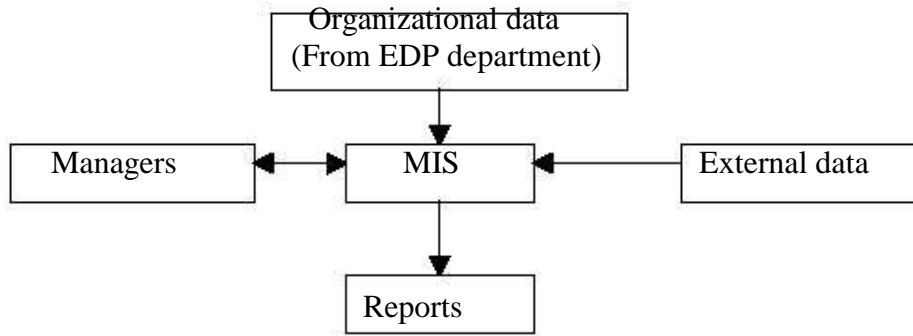 Organizational data
(From EDP department)
Managers
MIS
External data
Reports